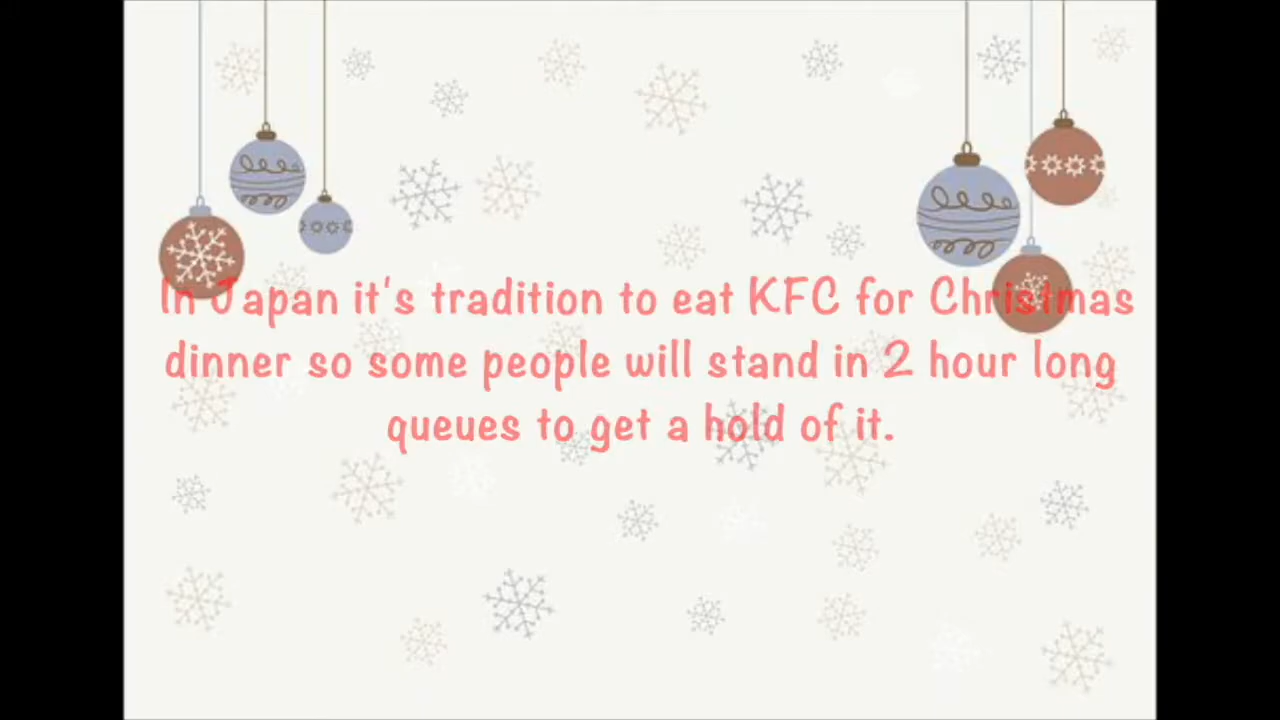 In Japan it's tradition to eat KFC for Christmas
dinner so some people will stand in 2 hour long
queues to get a hold of it.